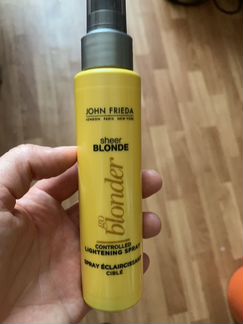 JOHN FRIEDA
LONDON PARIS NEW YORK
sheer
BLONDE
go blonder
CONTROLLED
LIGHTENING SPRAY
SPRAY ÉCLAIRCISSANT
CIBLÉ